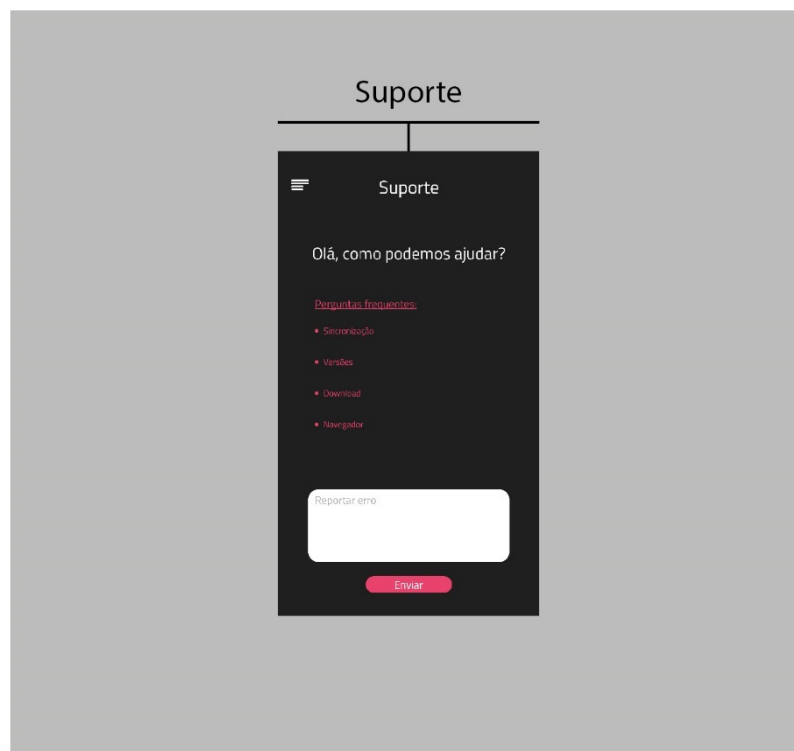 Suporte
Suporte
Olá, como podemos ajudar?
Perguntas frequentes:
Sincronização
Versões
Download
Navegador
Reportar erro
Enviar